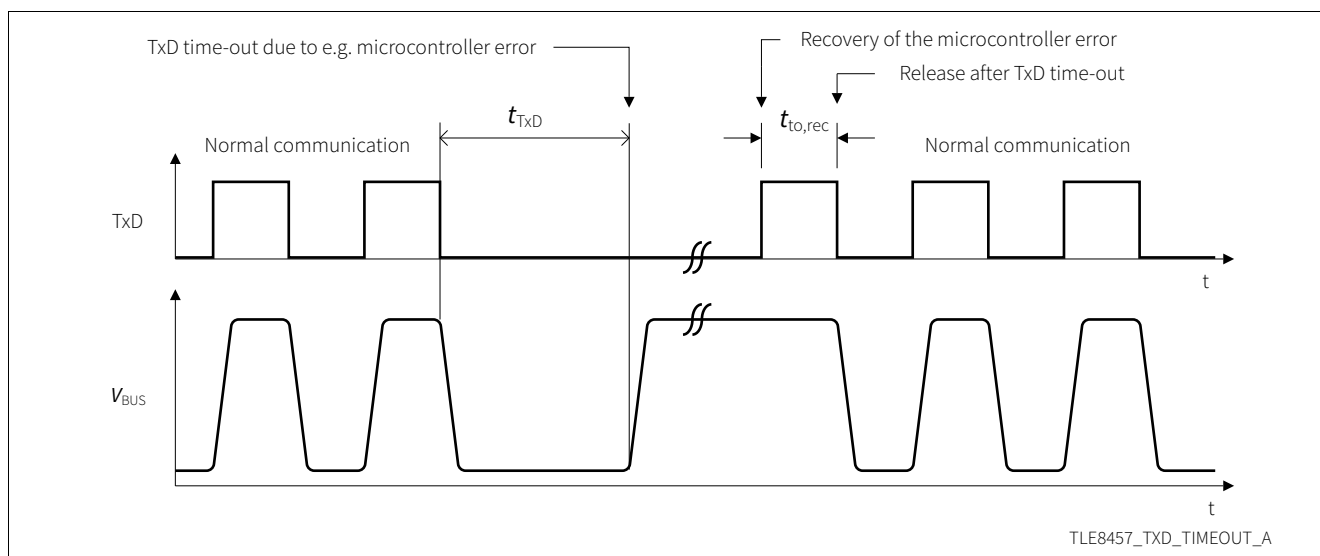 TxD time-out due to e.g. microcontroller error
Recovery of the microcontroller error
Release after TxD time-out
tTxD
tto,rec
Normal communication
Normal communication
TxD
t
VBUS
t
TLE8457_TXD_TIMEOUT_A